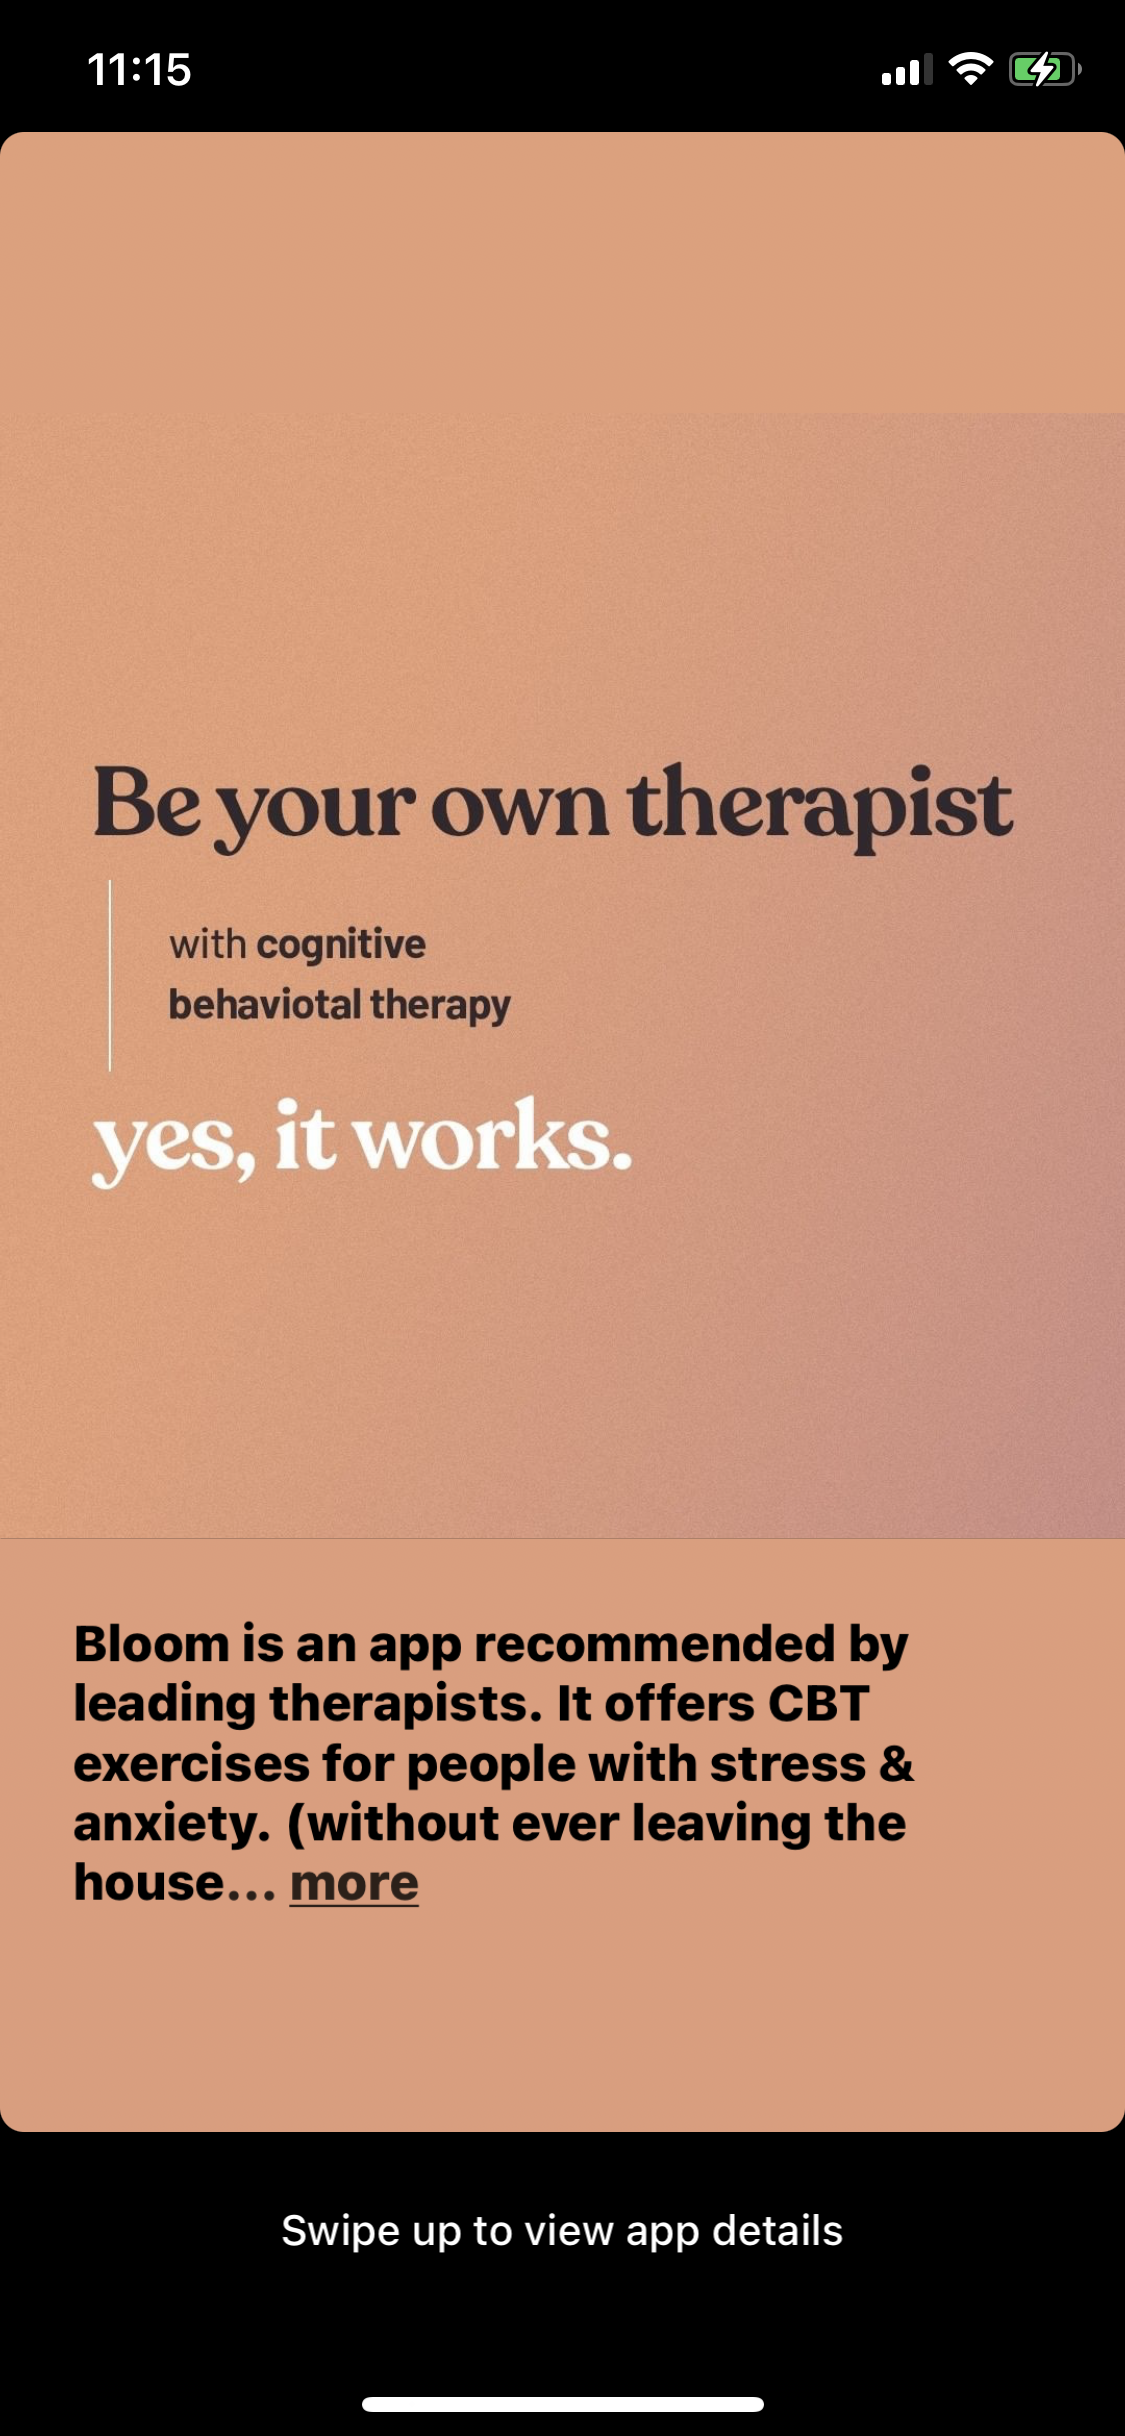 11:15
Be your own therapist
with cognitive
behaviotal therapy
yes, it works.
Bloom is an app recommended by
leading therapists. It offers CBT
exercises for people with stress &
anxiety. (without ever leaving the
house... more
Swipe up to view app details